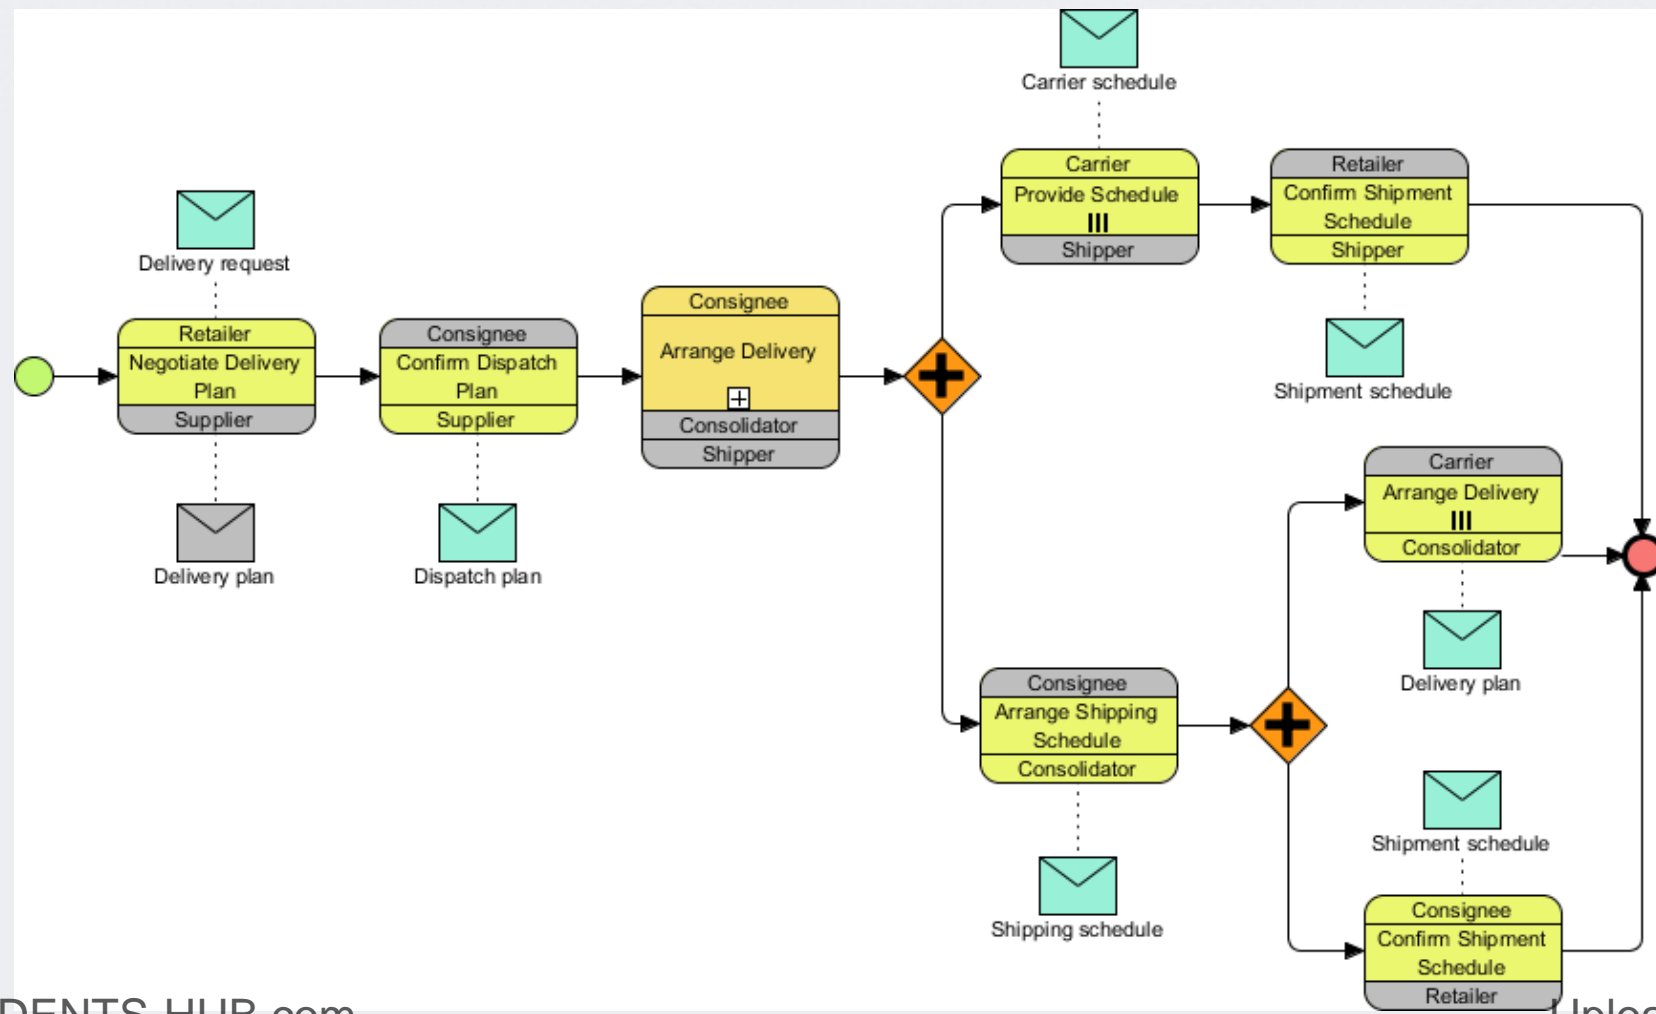 Carrier schedule
Carrier
Provide Schedule
Shipper
Retailer
Confirm Shipment
Schedule
Shipper
Shipment schedule
Delivery request
Retailer
Negotiate Delivery
Plan
Supplier
Delivery plan
Consignee
Confirm Dispatch
Plan
Supplier
Dispatch plan
Consignee
Arrange Delivery
Consolidator
Shipper
Carrier
Arrange Delivery
Consolidator
Delivery plan
Consignee
Arrange Shipping
Schedule
Consolidator
Shipping schedule
Shipment schedule
Consignee
Confirm Shipment
Schedule
Retailer